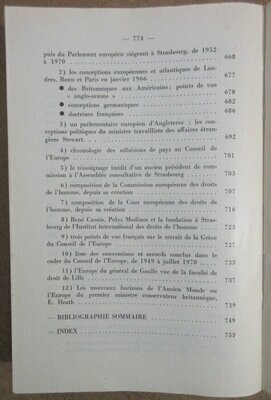 — 774 —
puis du Parlement européen siégeant à Strasbourg, de 1952
à 1970 668
2) les conceptions européennes et atlantiques de Lon-
dres, Bonn et Paris en janvier 1966 677
● des Britanniques aux Américains ; points de vue
« anglo-saxons » 678
● conceptions germaniques 682
● doctrines françaises 686
3) un parlementaire européen d'Angleterre : les con-
ceptions politiques du ministre travailliste des affaires étran-
gères Stewart. 692
4) chronologie des adhésions de pays au Conseil de
l'Europe 701
5) le témoignage inédit d'un ancien président de com-
mission à l'Assemblée consultative de Strasbourg 703
6) composition de la Commission européenne des droits
de l'homme, depuis sa création 707
7) composition de la Cour européenne des droits de
l'homme, depuis sa création 716
8) René Cassin, Polys Modinos et la fondation à Stras-
bourg de l'Institut international des droits de l'homme 723
9) trois points de vue français sur le retrait de la Grèce
du Conseil de l'Europe 727
10) liste des conventions et accords conclus dans le
cadre du Conseil de l'Europe, de 1949 à juillet 1970 733
11) l'Europe du général de Gaulle vue de la faculté de
droit de Lille 737
12) Les nouveaux horizons de l'Ancien Monde ou
l'Europe du premier ministre conservateur britannique,
E. Heath 739
— BIBLIOGRAPHIE SOMMAIRE 749
— INDEX 753